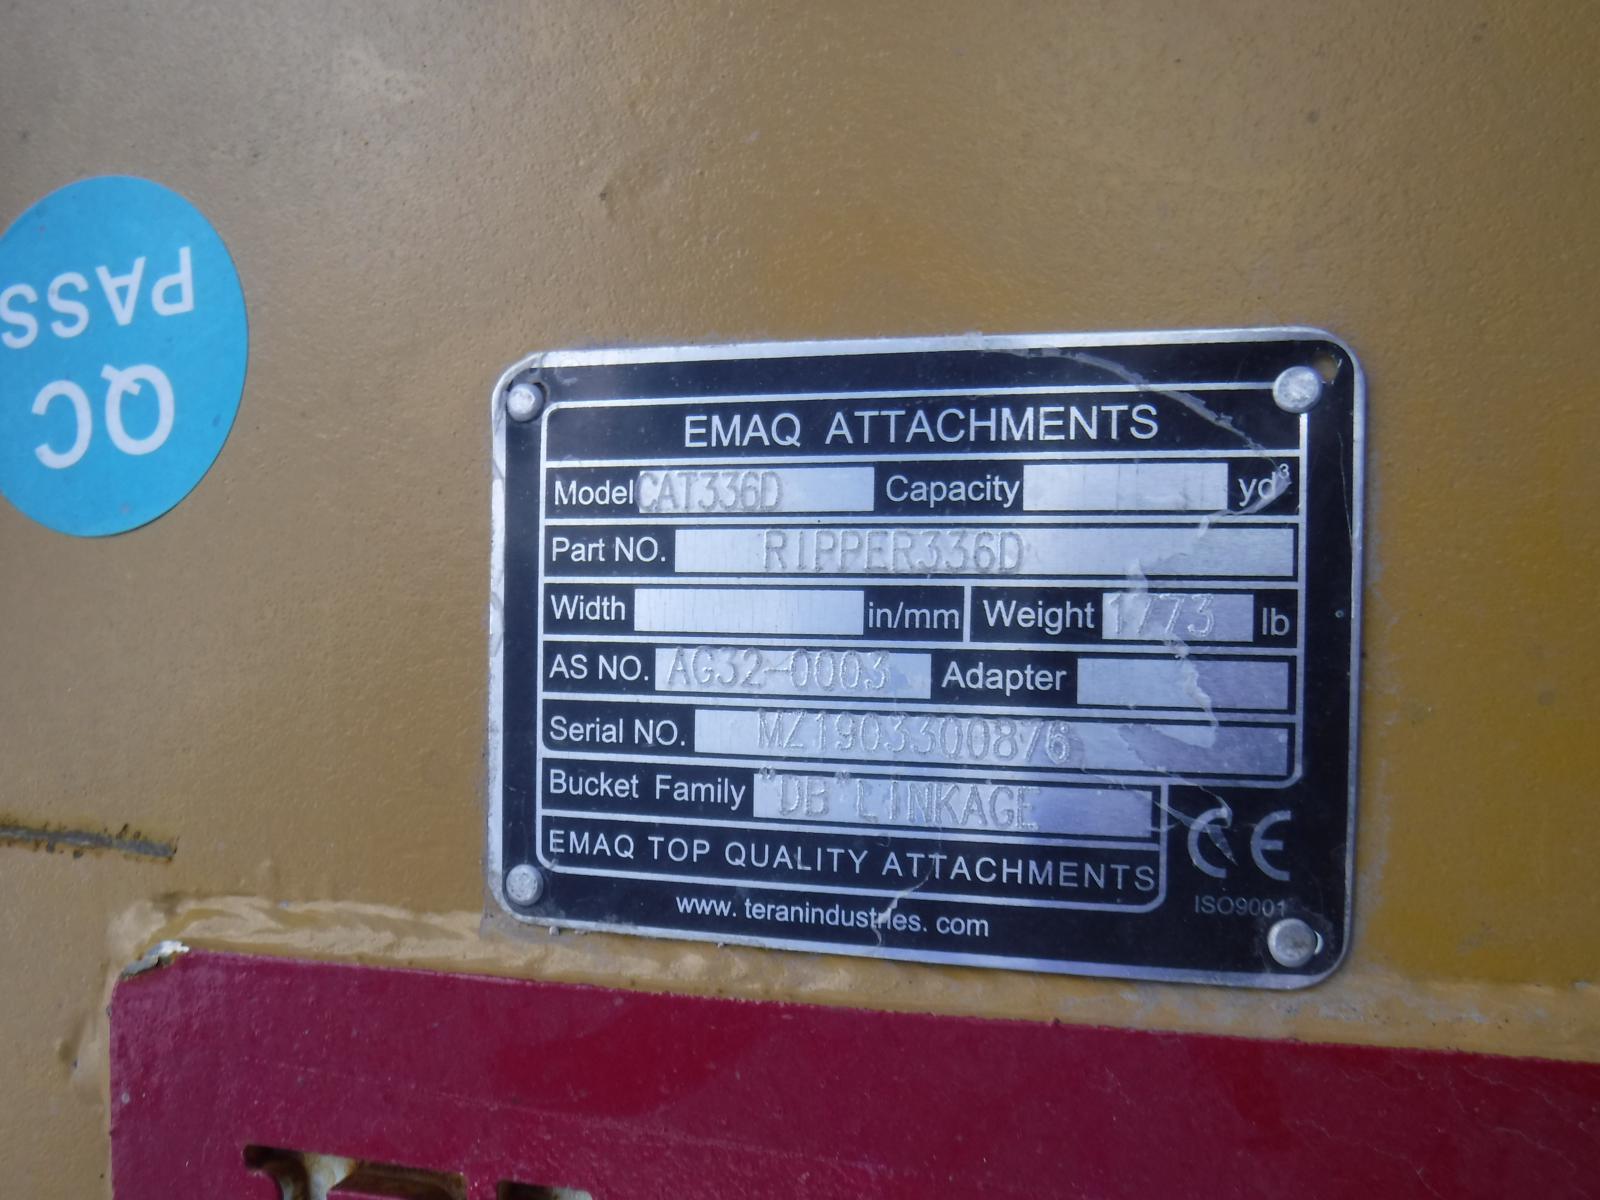 QC
PASS
EMAQ ATTACHMENTS
Model CAT336D Capacity yd³
Part NO. RIPPER336D
Width in/mm Weight 1773 lb
AS NO. AG32-0003 Adapter
Serial NO. MZ1903300876
Bucket Family "DB"LINKAGE
EMAQ TOP QUALITY ATTACHMENTS
www.teranindustries.com
CE
ISO9001